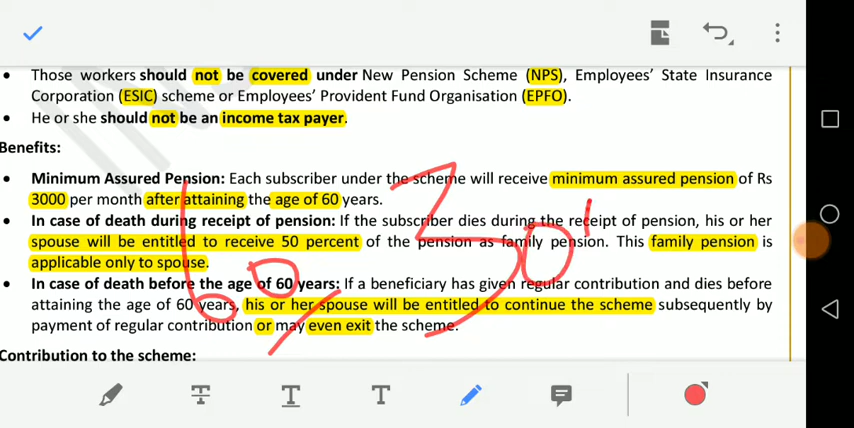 • Those workers should not be covered under New Pension Scheme (NPS), Employees' State Insurance
Corporation (ESIC) scheme or Employees' Provident Fund Organisation (EPFO).
• He or she should not be an income tax payer.
Benefits:
• Minimum Assured Pension: Each subscriber under the scheme will receive minimum assured pension of Rs
3000 per month after attaining the age of 60 years.
• In case of death during receipt of pension: If the subscriber dies during the receipt of pension, his or her
spouse will be entitled to receive 50 percent of the pension as family pension. This family pension is
applicable only to spouse.
• In case of death before the age of 60 years: If a beneficiary has given regular contribution and dies before
attaining the age of 60 years, his or her spouse will be entitled to continue the scheme subsequently by
payment of regular contribution or may even exit the scheme.
Contribution to the scheme: